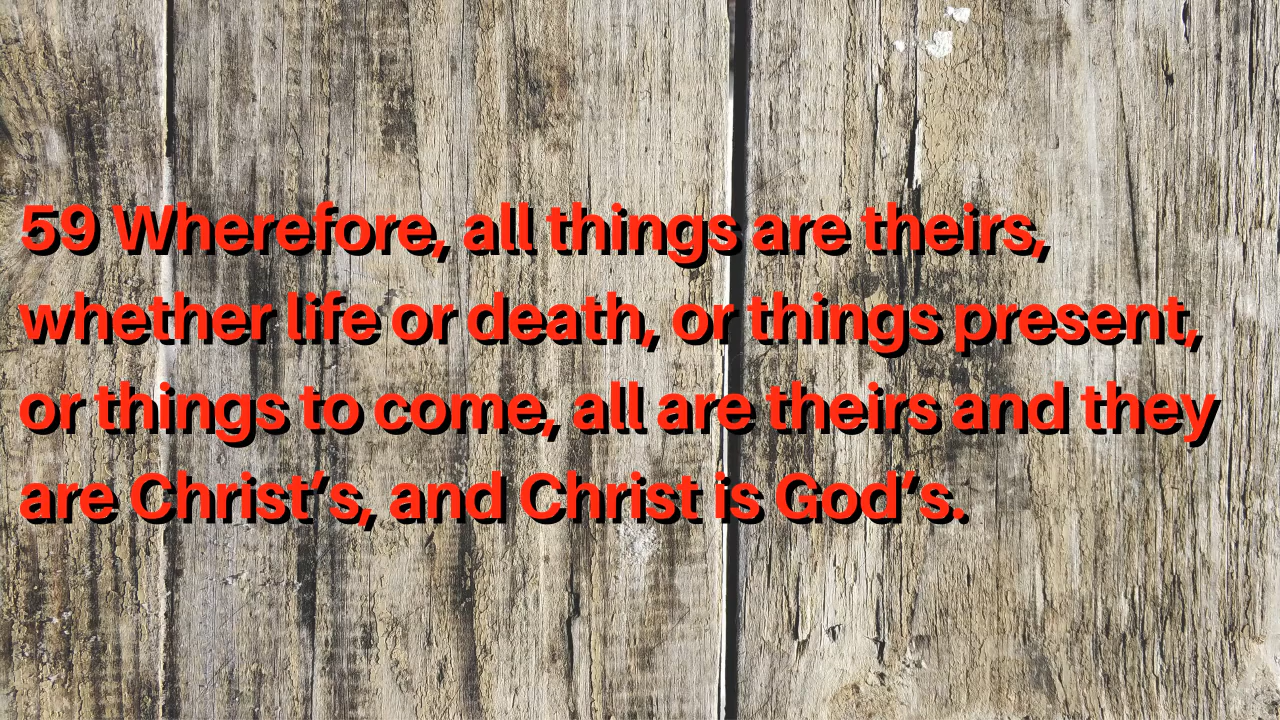 59 Wherefore, all things are theirs,
whether life or death, or things present,
or things to come, all are theirs and they
are Christ’s, and Christ is God’s.